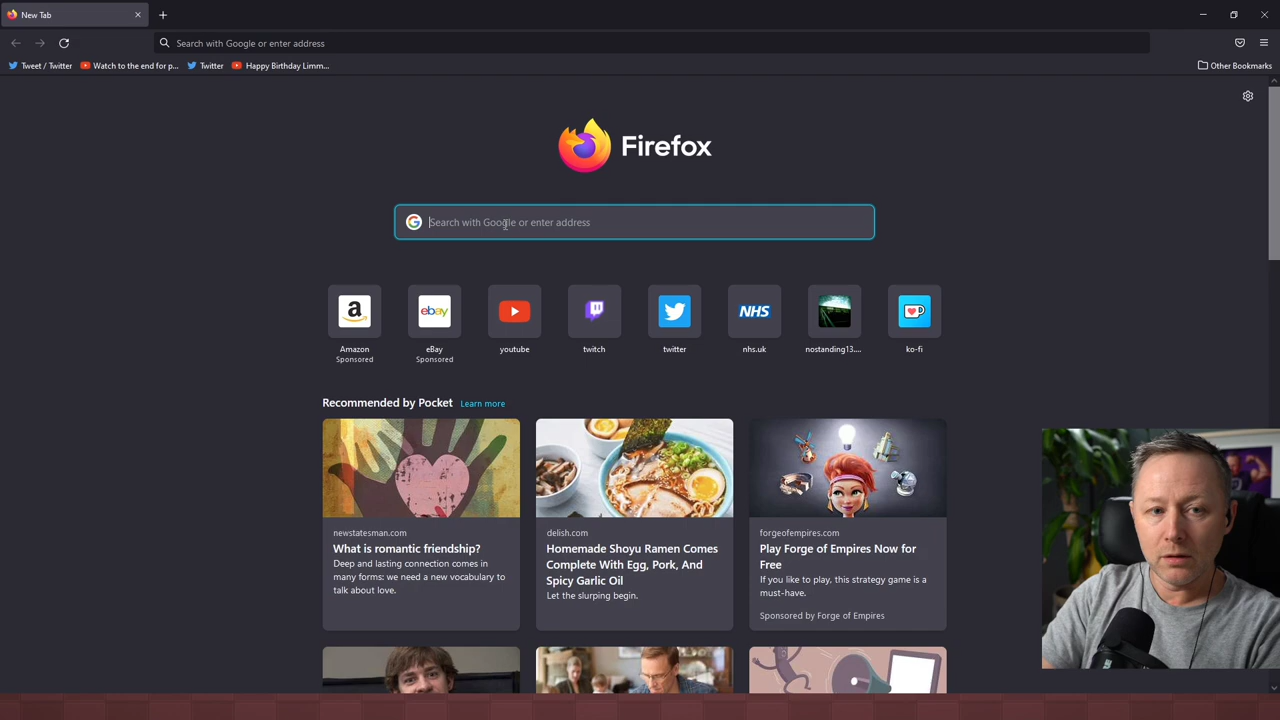 New Tab
Search with Google or enter address
Tweet / Twitter
Watch to the end for p...
Twitter
Happy Birthday Limm...
Other Bookmarks
Firefox
Search with Google or enter address
a
ebay
NHS
Amazon
Sponsored
eBay
Sponsored
youtube
twitch
twitter
nhs.uk
nostanding13....
ko-fi
Recommended by Pocket Learn more
newstatesman.com
What is romantic friendship?
Deep and lasting connection comes in
many forms: we need a new vocabulary to
talk about love.
delish.com
Homemade Shoyu Ramen Comes
Complete With Egg, Pork, And
Spicy Garlic Oil
Let the slurping begin.
forgeofempires.com
Play Forge of Empires Now for
Free
If you like to play, this strategy game is a
must-have.
Sponsored by Forge of Empires